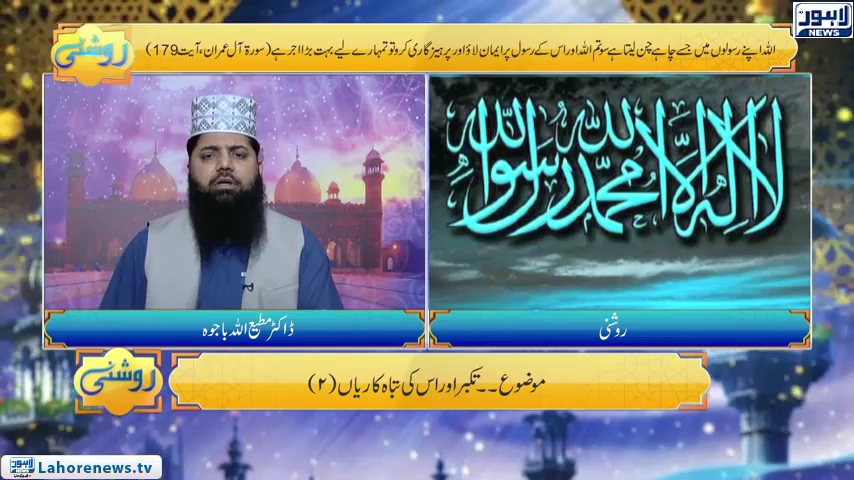 لاہور
NEWS
روشنی
اللہ اپنے رسولوں میں جسے چاہے چن لیتا ہے سو تم اللہ اور اس کے رسول پر ایمان لاؤ اور پرہیز گاری کرو تو تمہارے لیے بہت بڑا اجر ہے (سورۃ آل عمران، آیت 179)
لا الہ الا اللہ محمد رسول اللہ
ڈاکٹر مطیع اللہ باجوہ
روشنی
روشنی
موضوع۔۔تکبر اور اس کی تباہ کاریاں (۲)
لاہور
Lahorenews.tv